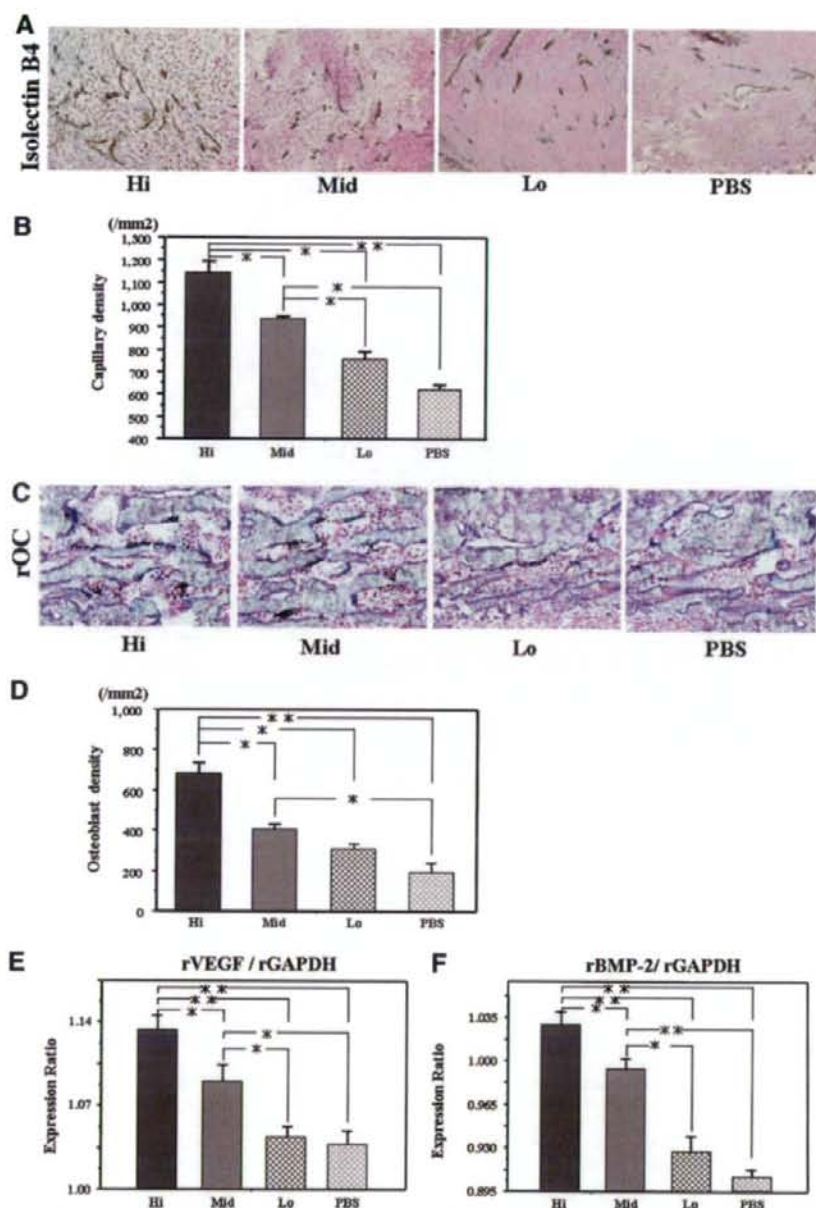 A
Isolectin B4
Hi Mid Lo PBS
B
(/mm2)
Capillary density
1,300
1,200
1,100
1,000
900
800
700
600
500
400
* * *
*
*
*
*
Hi Mid Lo PBS
C
rOC
Hi Mid Lo PBS
D
(/mm2)
Osteoblast density
1,000
800
600
400
200
0
* *
*
*
*
Hi Mid Lo PBS
E
rVEGF / rGAPDH
Expression Ratio
1.14
1.07
1.00
* *
* *
*
*
*
Hi Mid Lo PBS
F
rBMP-2/ rGAPDH
Expression Ratio
1.035
1.000
0.965
0.930
0.895
* *
* *
*
* *
*
Hi Mid Lo PBS